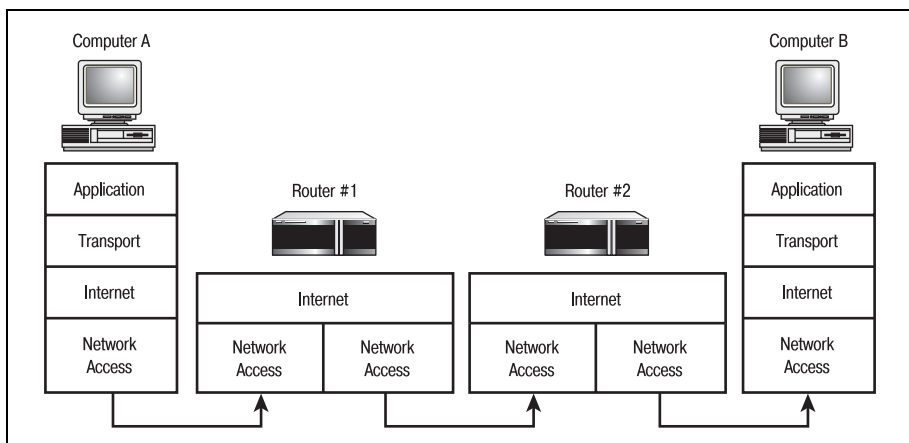 Computer A
Computer B
Application
Transport
Internet
Network
Access
Router #1
Internet
Network
Access
Network
Access
Router #2
Internet
Network
Access
Network
Access
Application
Transport
Internet
Network
Access